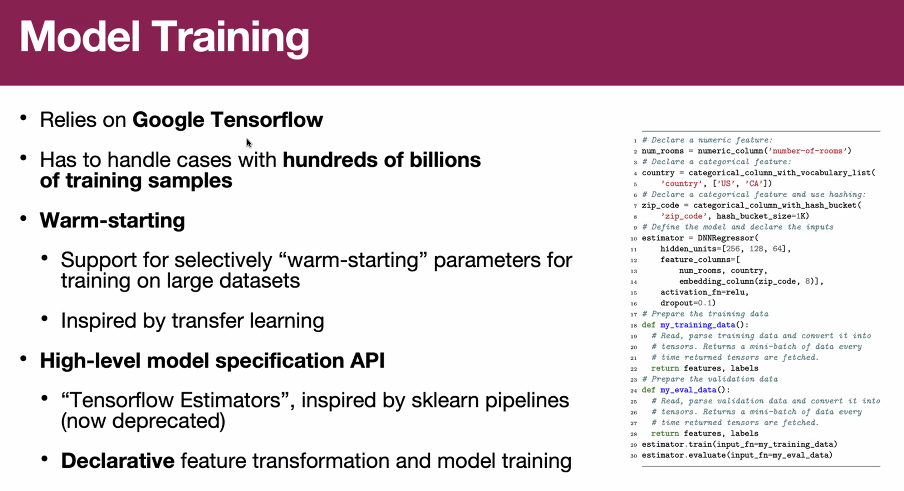 Model Training
• Relies on Google Tensorflow
• Has to handle cases with hundreds of billions
of training samples
• Warm-starting
• Support for selectively “warm-starting” parameters for
training on large datasets
• Inspired by transfer learning
• High-level model specification API
• “Tensorflow Estimators”, inspired by sklearn pipelines
(now deprecated)
• Declarative feature transformation and model training
1 # Declare a numeric feature:
2 num_rooms = numeric_column('number-of-rooms')
3 # Declare a categorical feature:
4 country = categorical_column_with_vocabulary_list(
5 'country', ['US', 'CA'])
6 # Declare a categorical feature and use hashing:
7 zip_code = categorical_column_with_hash_bucket(
8 'zip_code', hash_bucket_size=1K)
9 # Define the model and declare the inputs
10 estimator = DNNRegressor(
11 hidden_units=[256, 128, 64],
12 feature_columns=[
13 num_rooms, country,
14 embedding_column(zip_code, 8)],
15 activation_fn=relu,
16 dropout=0.1)
17 # Prepare the training data
18 def my_training_data():
19 # Read, parse training data and convert it into
20 # tensors. Returns a mini-batch of data every
21 # time returned tensors are fetched.
22 return features, labels
23 # Prepare the validation data
24 def my_eval_data():
25 # Read, parse validation data and convert it into
26 # tensors. Returns a mini-batch of data every
27 # time returned tensors are fetched.
28 return features, labels
29 estimator.train(input_fn=my_training_data)
30 estimator.evaluate(input_fn=my_eval_data)